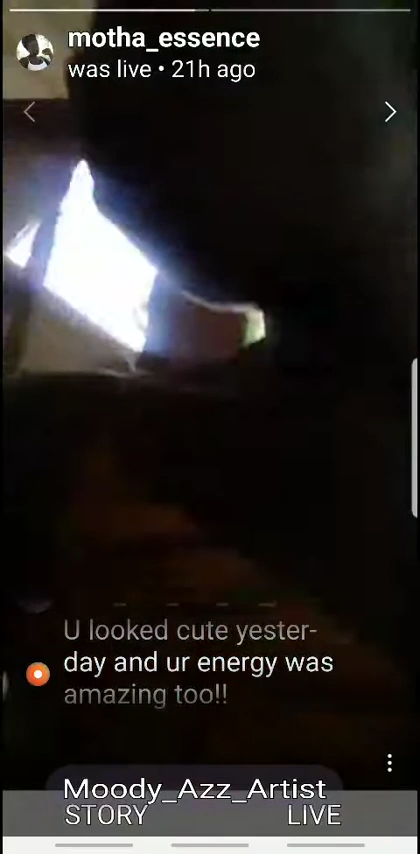 motha_essence
was live • 21h ago
U looked cute yester-
day and ur energy was
amazing too!!
Moody_Azz_Artist
STORY LIVE